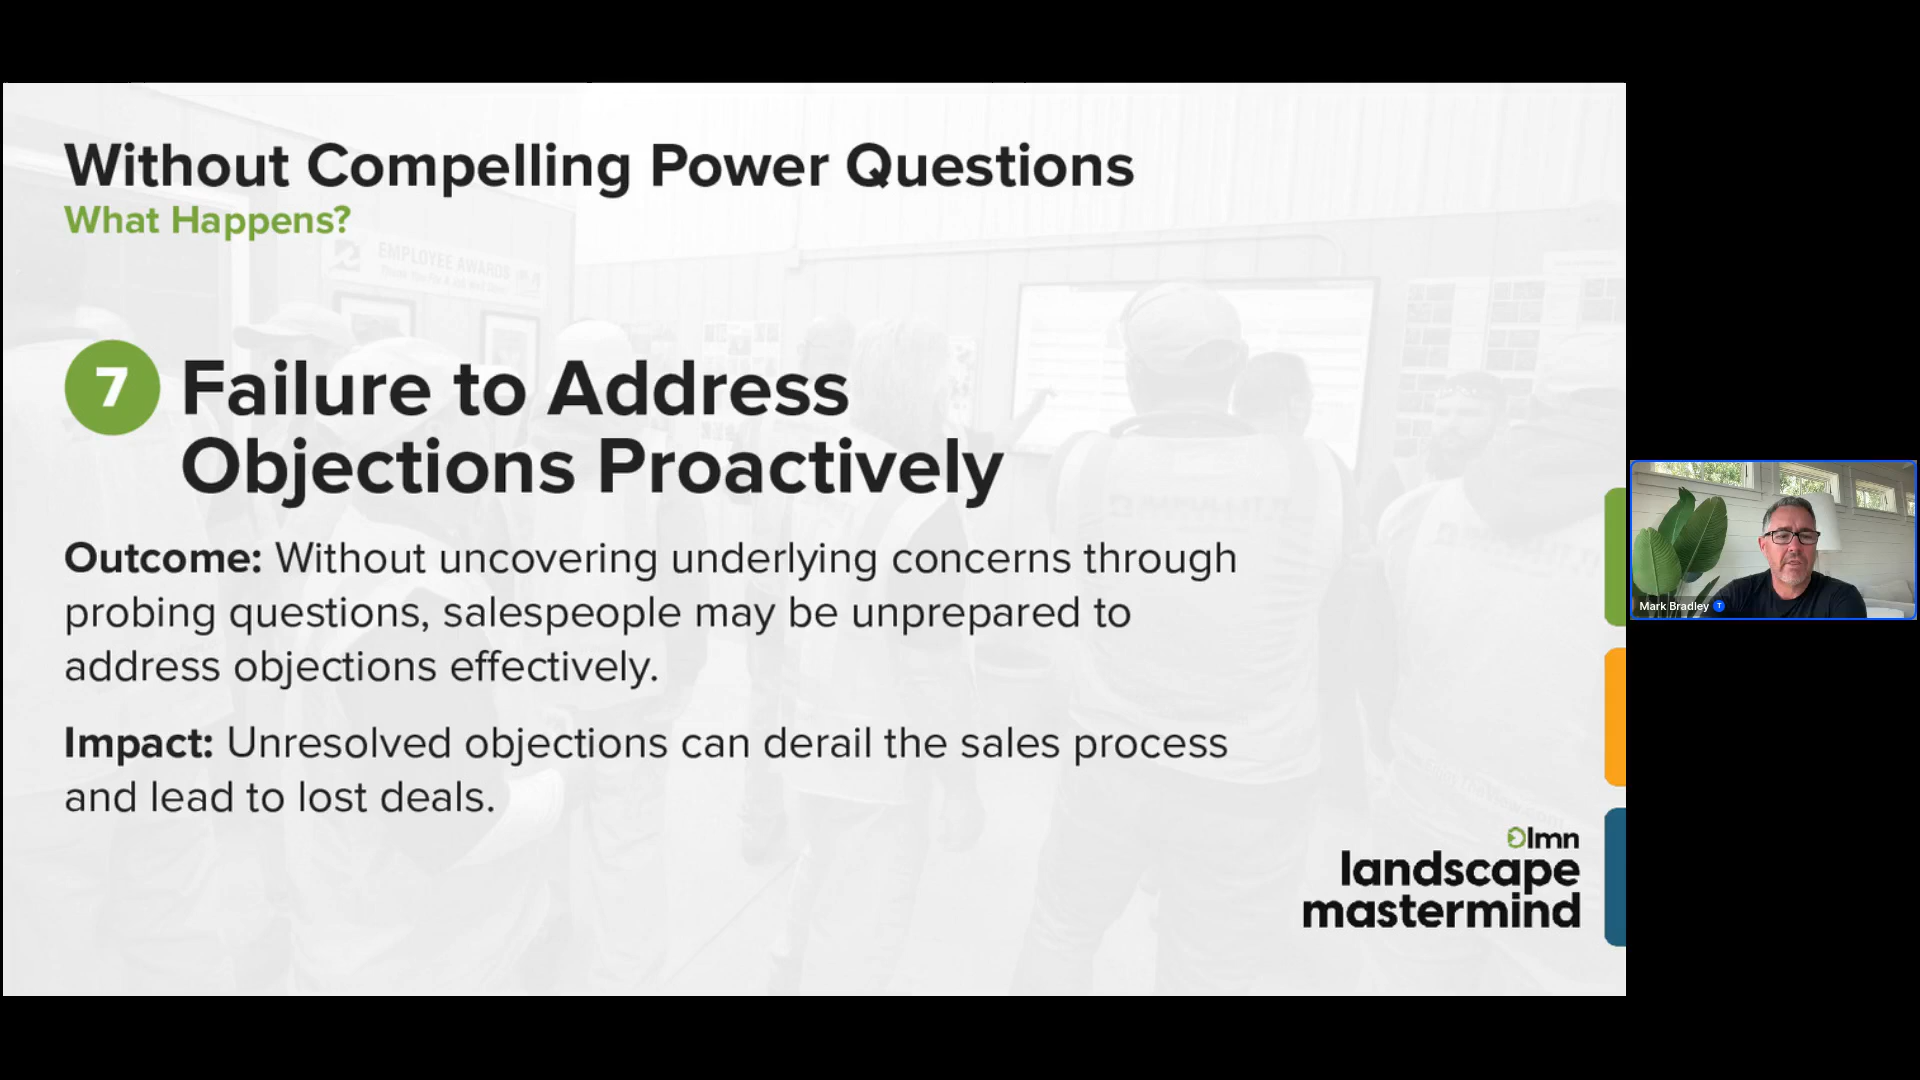 Without Compelling Power Questions
What Happens?
EMPLOYEE AWARDS
7
Failure to Address
Objections Proactively
Outcome: Without uncovering underlying concerns through
probing questions, salespeople may be unprepared to
address objections effectively.
Impact: Unresolved objections can derail the sales process
and lead to lost deals.
lmn
landscape
mastermind
Mark Bradley
T